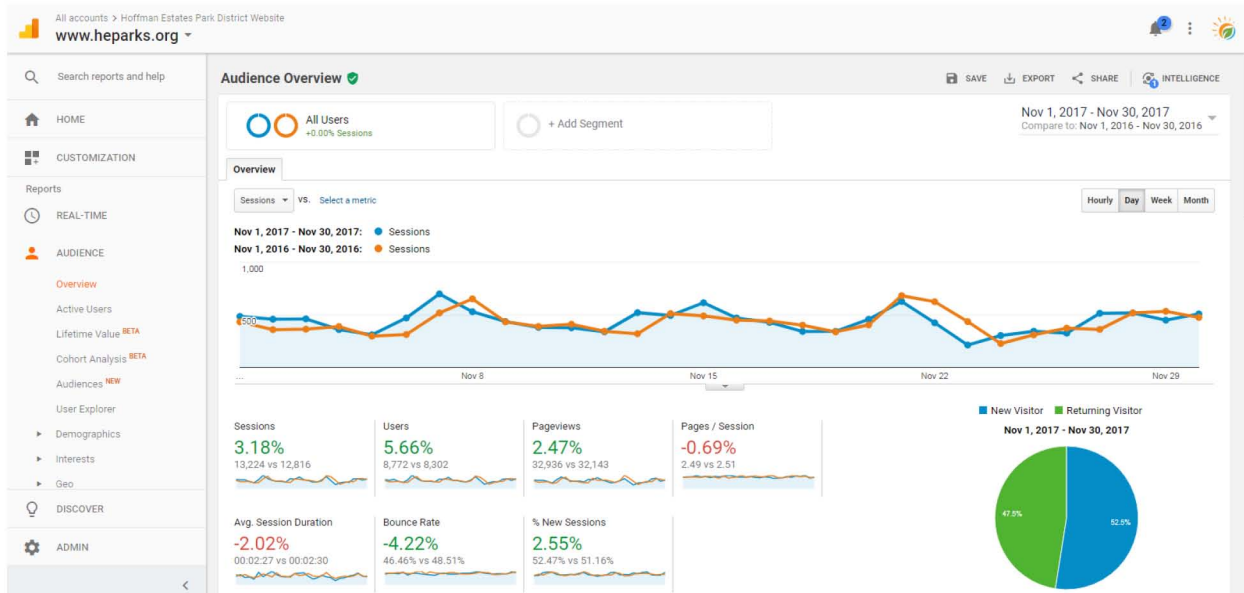 All accounts > Hoffman Estates Park District Website
www.heparks.org
2
Search reports and help
Audience Overview
SAVE
EXPORT
SHARE
1
INTELLIGENCE
HOME
CUSTOMIZATION
Reports
REAL-TIME
AUDIENCE
Overview
Active Users
Lifetime Value BETA
Cohort Analysis BETA
Audiences NEW
User Explorer
Demographics
Interests
Geo
DISCOVER
ADMIN
All Users
+0.00% Sessions
+ Add Segment
Nov 1, 2017 - Nov 30, 2017
Compare to: Nov 1, 2016 - Nov 30, 2016
Overview
Sessions VS. Select a metric
Hourly Day Week Month
Nov 1, 2017 - Nov 30, 2017: Sessions
Nov 1, 2016 - Nov 30, 2016: Sessions
1,000
500
... Nov 8 Nov 15 Nov 22 Nov 29
Sessions
3.18%
13,224 vs 12,816
Users
5.66%
8,772 vs 8,302
Pageviews
2.47%
32,936 vs 32,143
Pages / Session
-0.69%
2.49 vs 2.51
Avg. Session Duration
-2.02%
00:02:27 vs 00:02:30
Bounce Rate
-4.22%
46.46% vs 48.51%
% New Sessions
2.55%
52.47% vs 51.16%
New Visitor Returning Visitor
Nov 1, 2017 - Nov 30, 2017
47.5%
52.5%